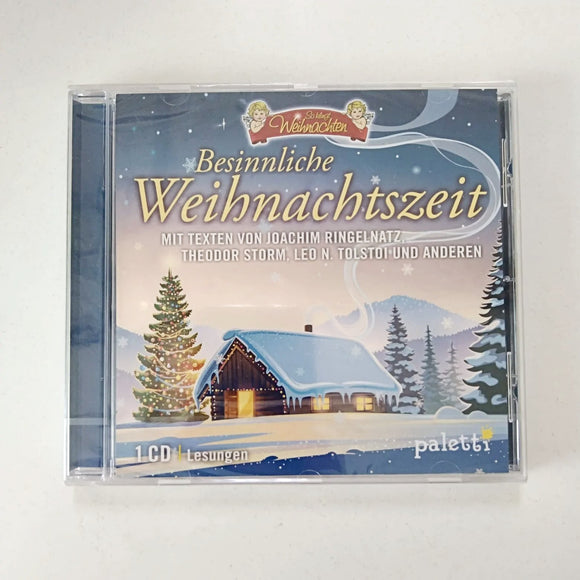 So klingt
Weihnachten
Besinnliche
Weihnachtszeit
MIT TEXTEN VON JOACHIM RINGELNATZ,
THEODOR STORM, LEO N. TOLSTOI UND ANDEREN
1 CD | Lesungen
paletti